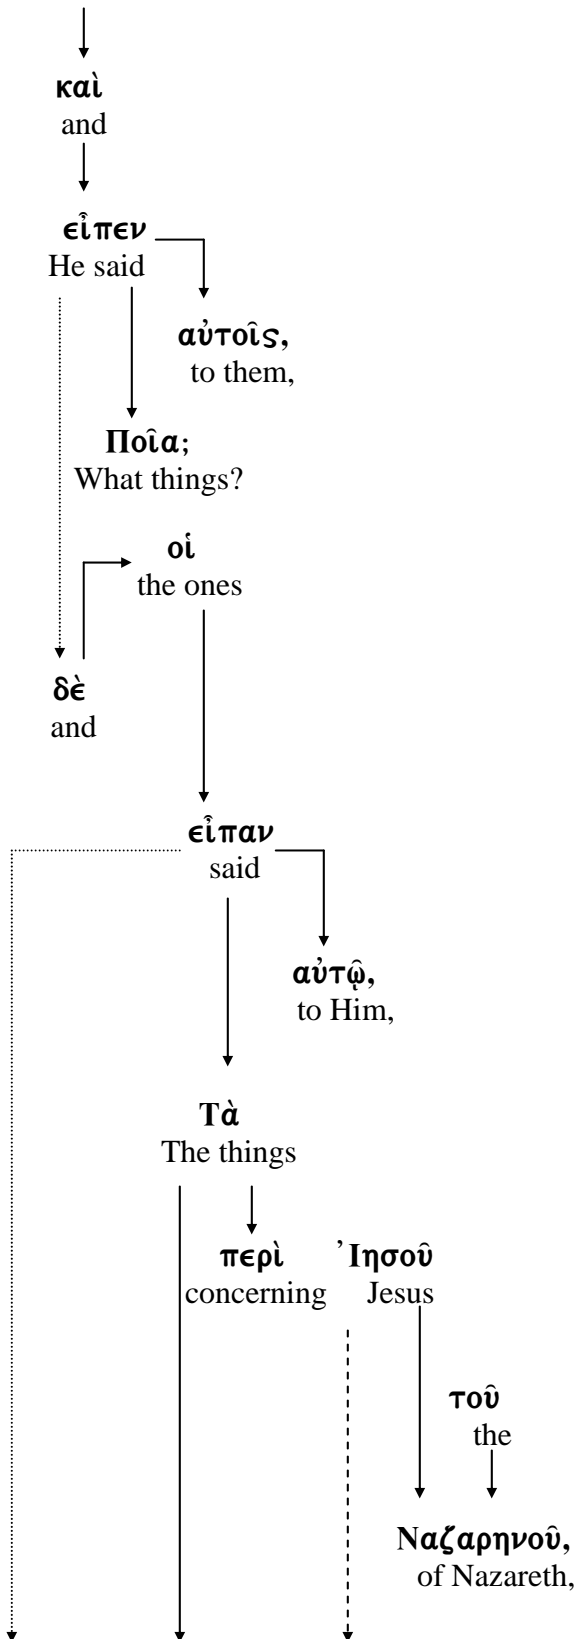 καὶ
and
εἶπεν
He said
αὐτοῖς,
to them,
Ποῖα;
What things?
οἱ
the ones
δὲ
and
εἶπαν
said
αὐτῷ,
to Him,
Τὰ
The things
περὶ Ἰησοῦ
concerning Jesus
τοῦ
the
Ναζαρηνοῦ,
of Nazareth,